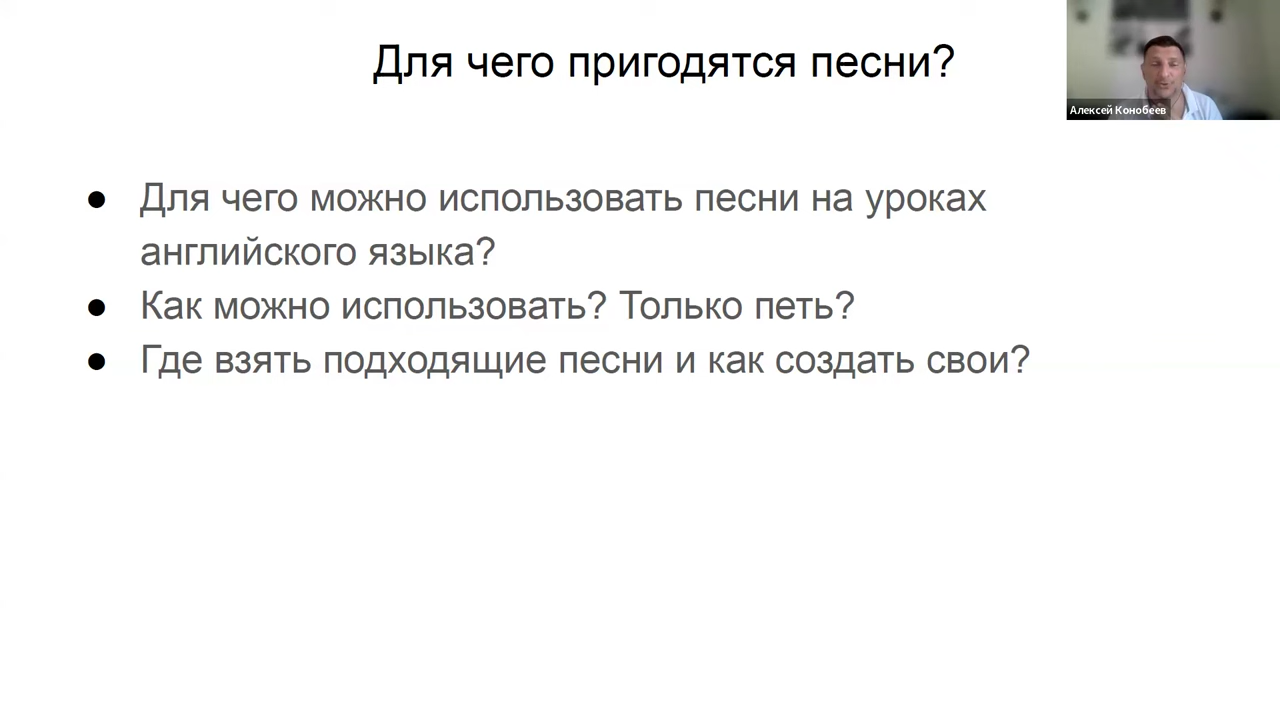 Для чего пригодятся песни?
Алексей Конобеев
● Для чего можно использовать песни на уроках
английского языка?
● Как можно использовать? Только петь?
● Где взять подходящие песни и как создать свои?